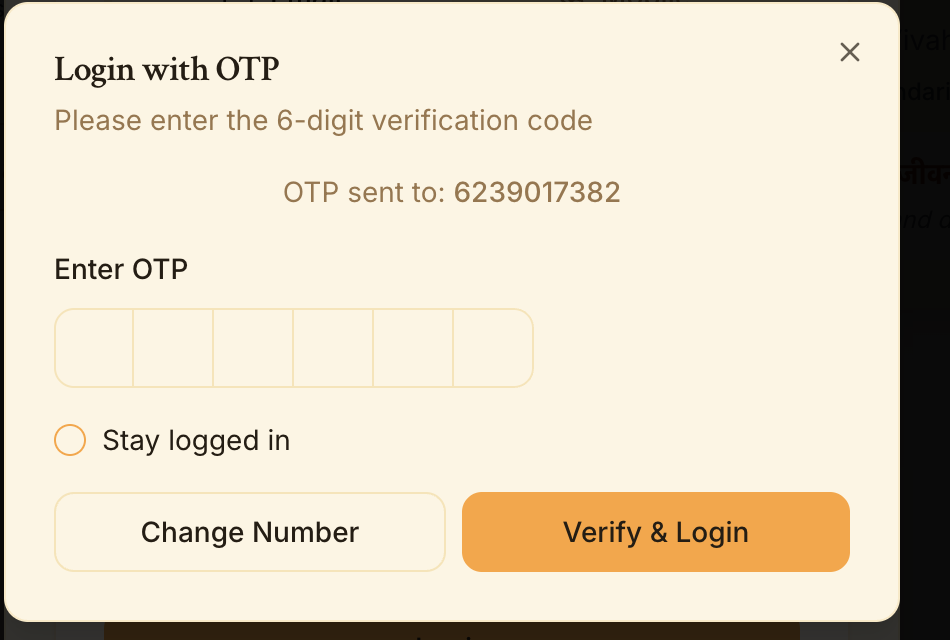 Login with OTP
Please enter the 6-digit verification code
OTP sent to: 6239017382
Enter OTP
Stay logged in
Change Number
Verify & Login